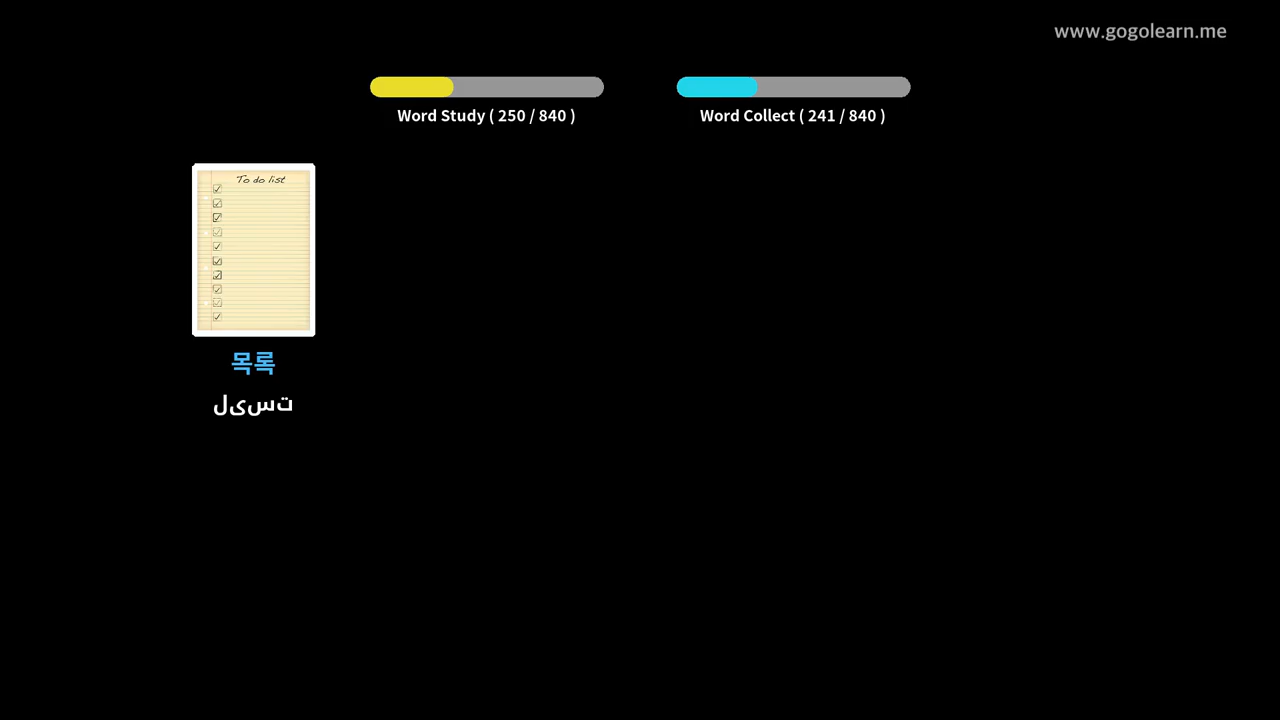 www.gogolearn.me
Word Study ( 250 / 840 )
Word Collect ( 241 / 840 )
To do list
목록
لیست